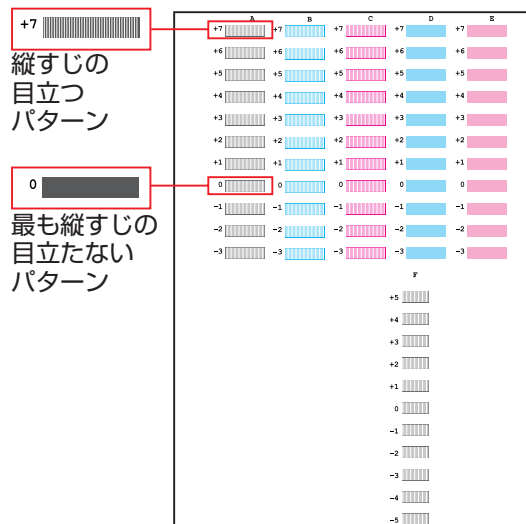 +7
縦すじの
目立つ
パターン
0
最も縦すじの
目立たない
パターン
A B C D E
+7 +7 +7 +7 +7
+6 +6 +6 +6 +6
+5 +5 +5 +5 +5
+4 +4 +4 +4 +4
+3 +3 +3 +3 +3
+2 +2 +2 +2 +2
+1 +1 +1 +1 +1
0 0 0 0 0
-1 -1 -1 -1 -1
-2 -2 -2 -2 -2
-3 -3 -3 -3 -3
F
+5
+4
+3
+2
+1
0
-1
-2
-3
-4
-5